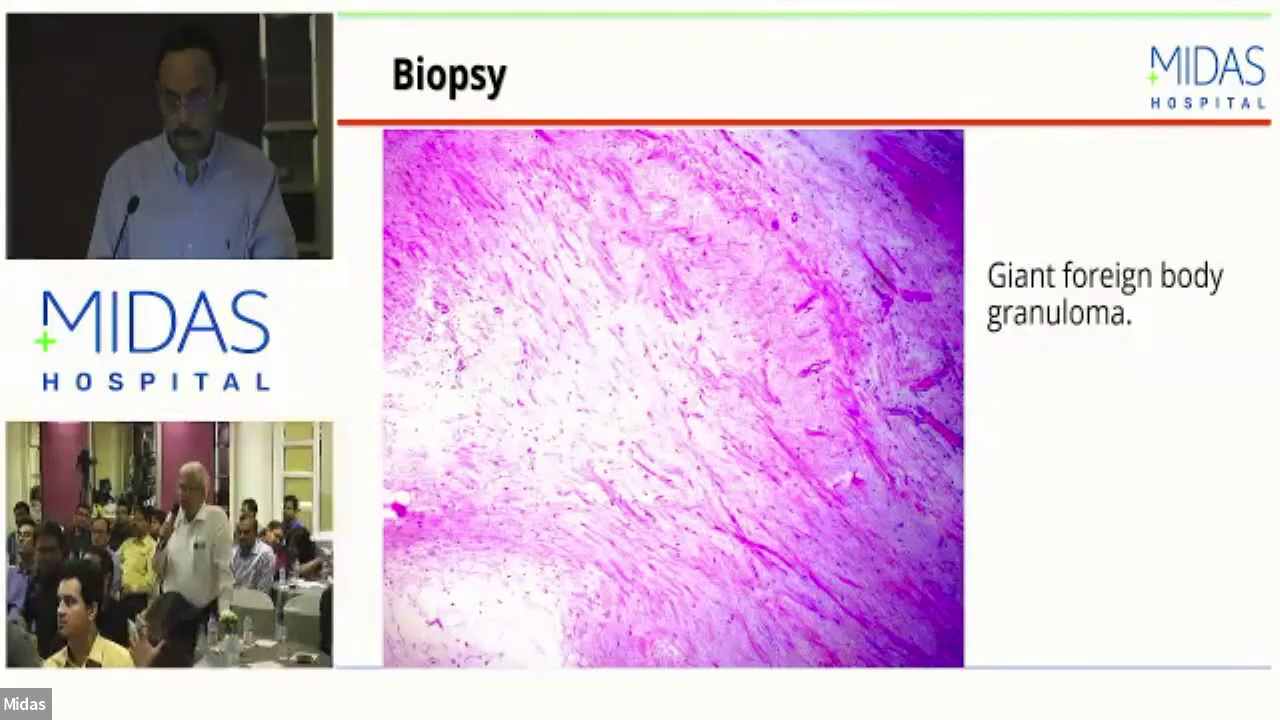 Biopsy
MIDAS
HOSPITAL
Giant foreign body
granuloma.
MIDAS
HOSPITAL
Midas